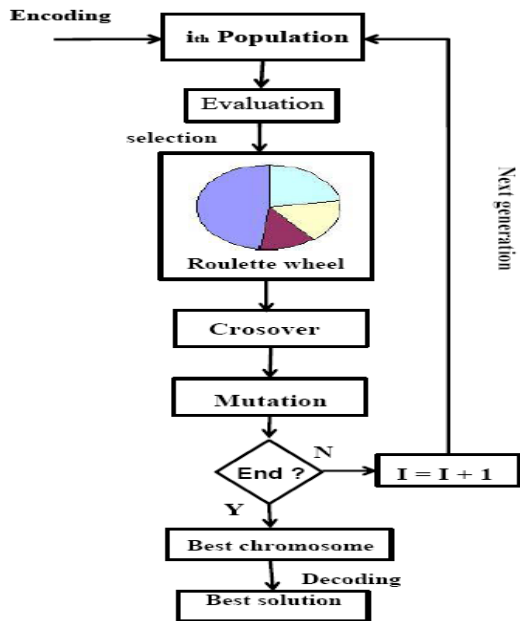 Encoding
ith Population
Evaluation
selection
Roulette wheel
Crosover
Mutation
End ?
N
I = I + 1
Next generation
Y
Best chromosome
Decoding
Best solution